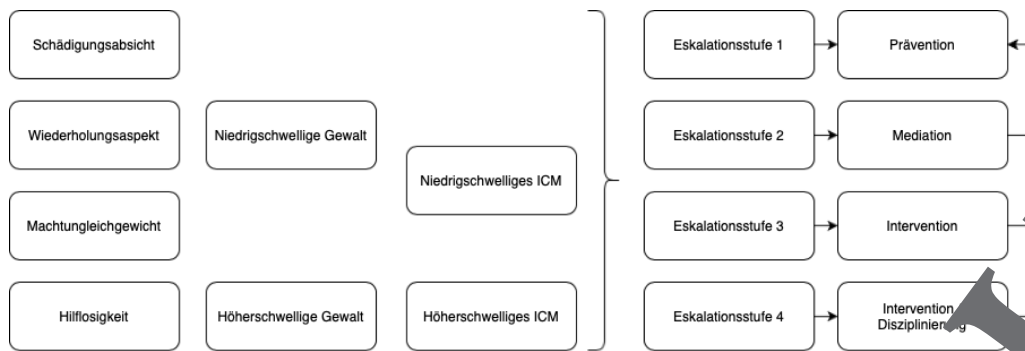 Schädigungsabsicht
Eskalationsstufe 1
Prävention
Wiederholungsaspekt
Niedrigschwellige Gewalt
Eskalationsstufe 2
Mediation
Niedrigschwelliges ICM
Machtungleichgewicht
Eskalationsstufe 3
Intervention
Hilflosigkeit
Höherschwellige Gewalt
Höherschwelliges ICM
Eskalationsstufe 4
Intervention